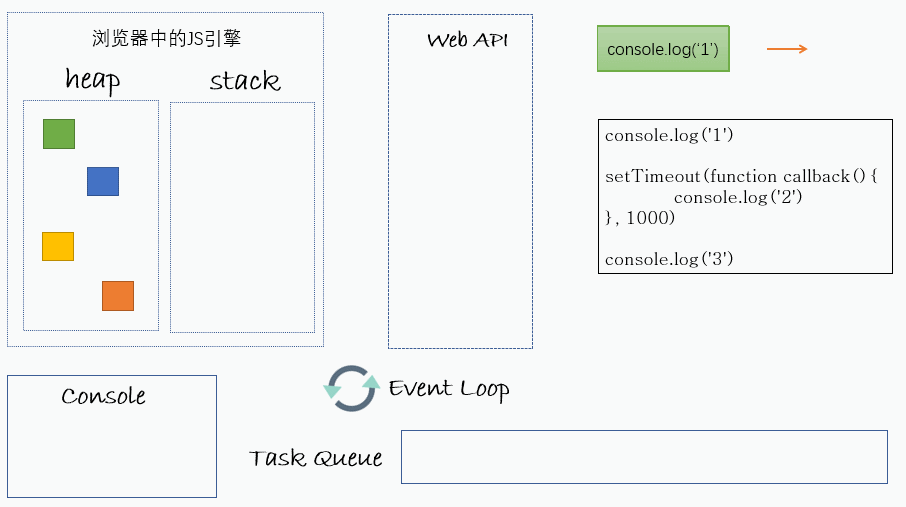 浏览器中的JS引擎
heap
stack
Web API
console.log(‘1’)
console.log('1')
setTimeout(function callback() {
console.log('2')
}, 1000)
console.log('3')
Console
Event Loop
Task Queue